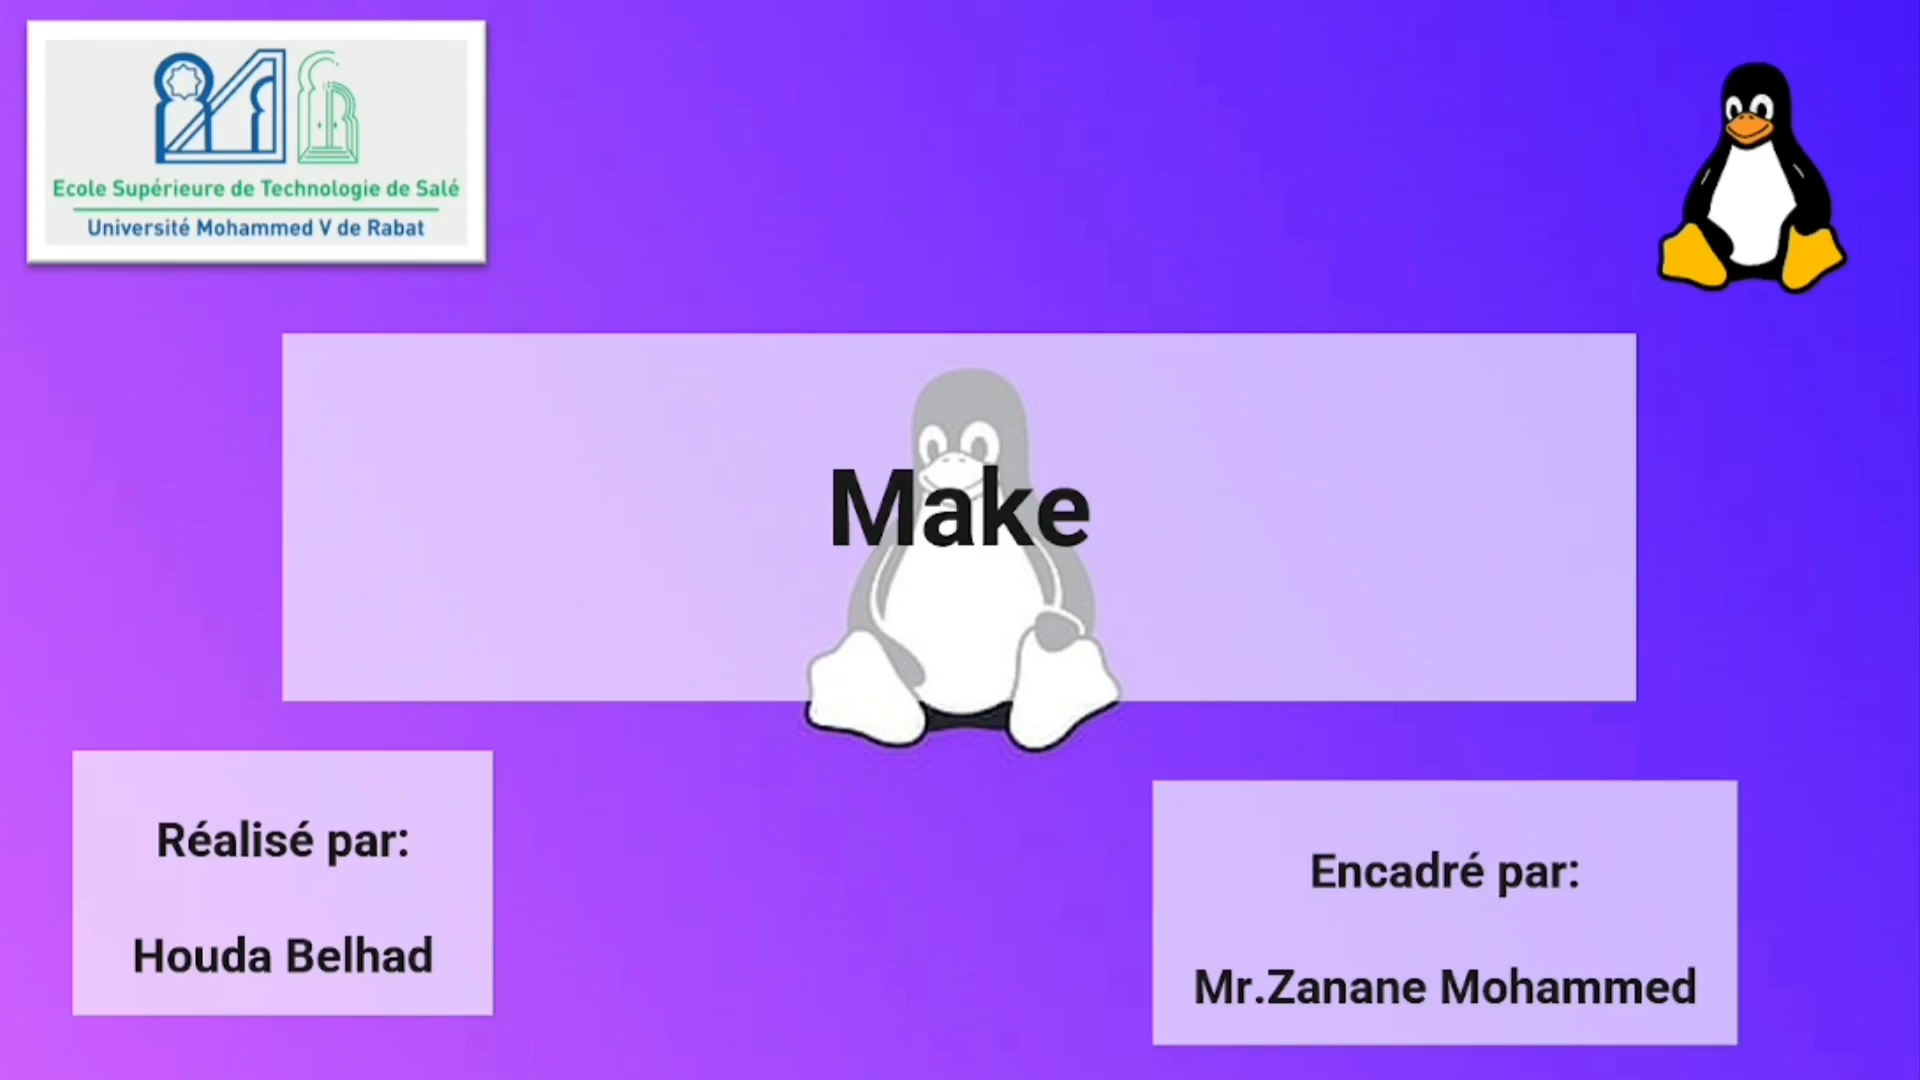 Ecole Supérieure de Technologie de Salé
Université Mohammed V de Rabat
Make
Réalisé par:
Houda Belhad
Encadré par:
Mr.Zanane Mohammed